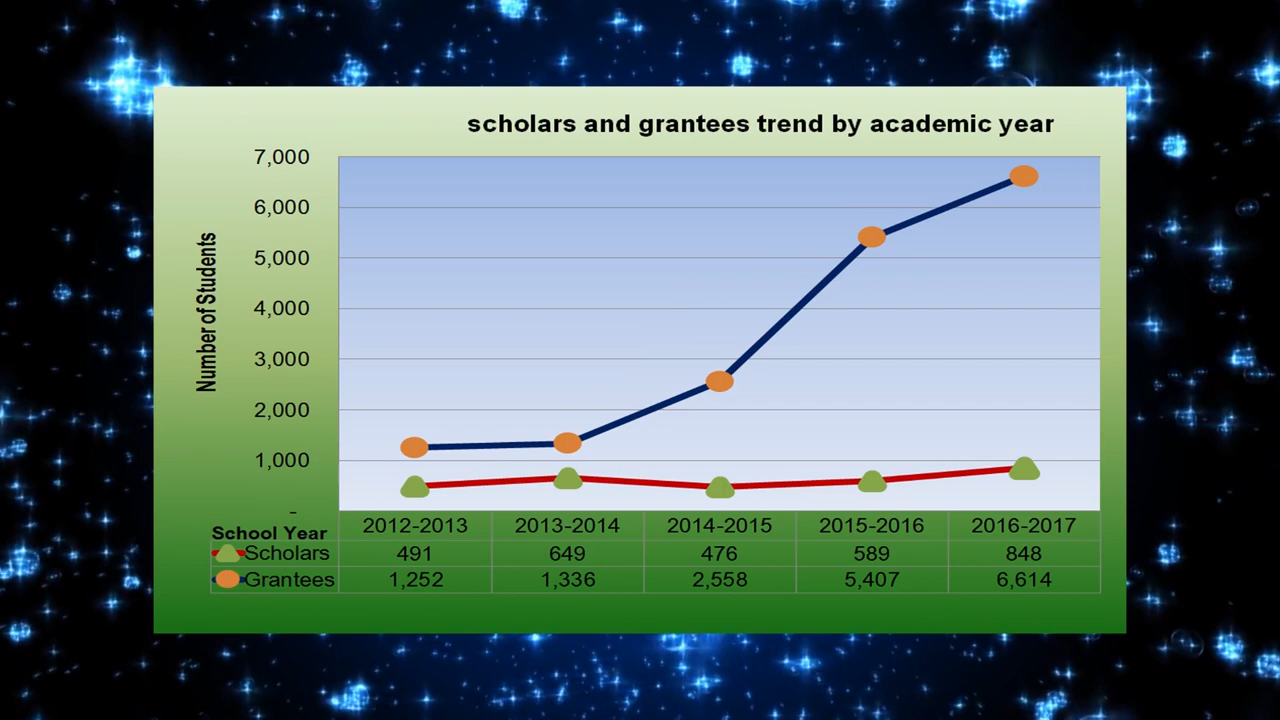 scholars and grantees trend by academic year
Number of Students
7,000
6,000
5,000
4,000
3,000
2,000
1,000
-
School Year 2012-2013 2013-2014 2014-2015 2015-2016 2016-2017
Scholars 491 649 476 589 848
Grantees 1,252 1,336 2,558 5,407 6,614